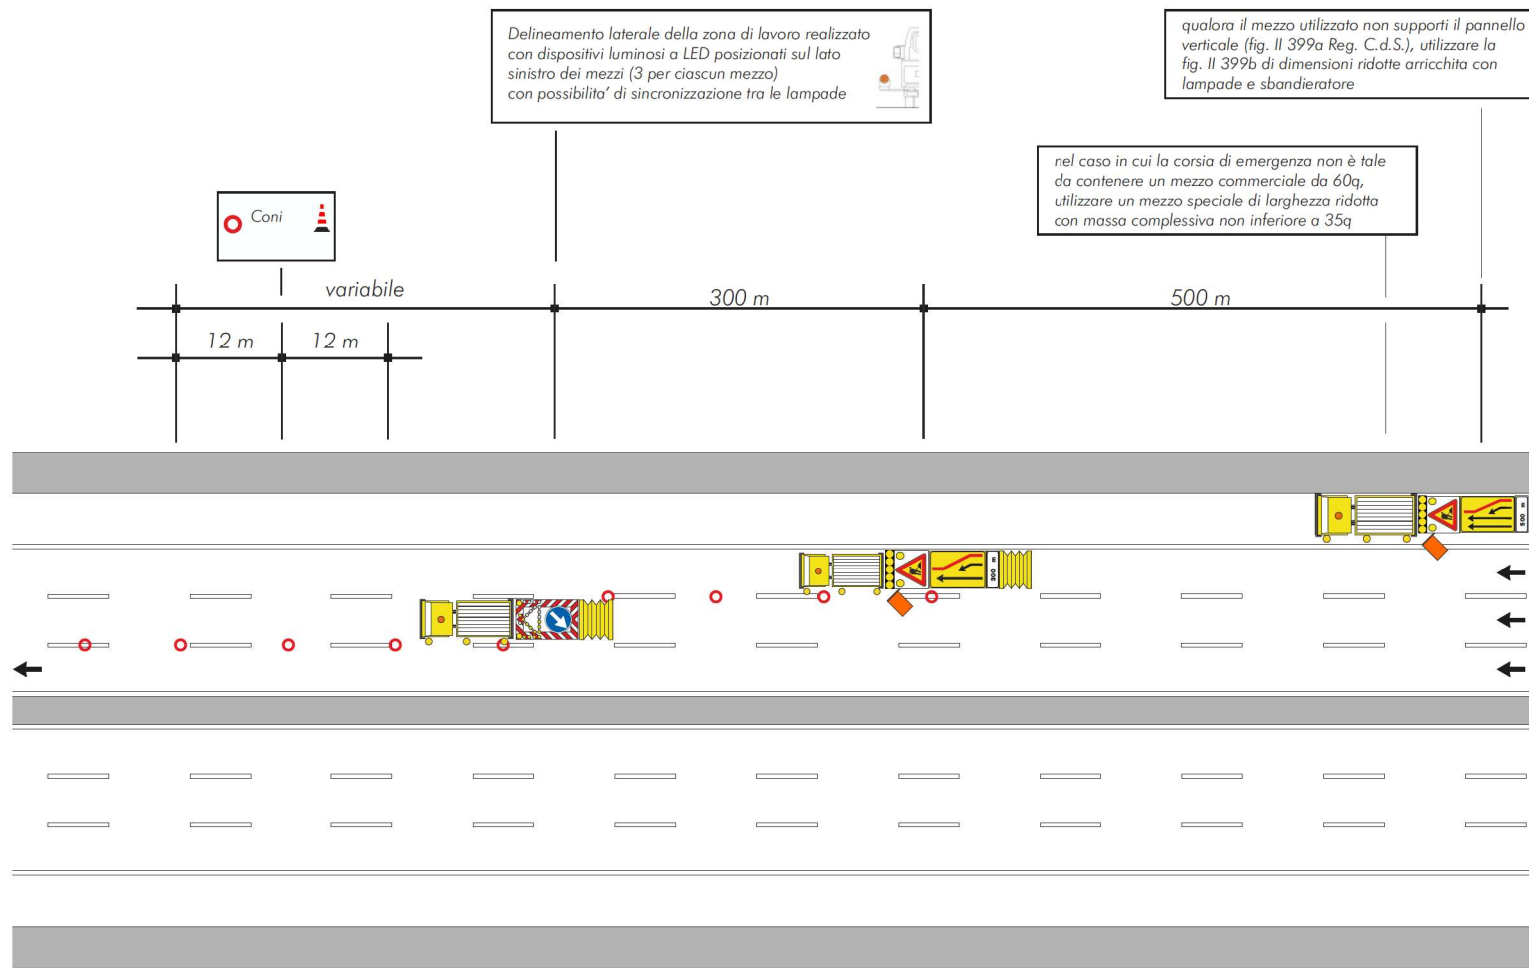 Delineamento laterale della zona di lavoro realizzato
con dispositivi luminosi a LED posizionati sul lato
sinistro dei mezzi (3 per ciascun mezzo)
con possibilita' di sincronizzazione tra le lampade
qualora il mezzo utilizzato non supporti il pannello
verticale (fig. II 399a Reg. C.d.S.), utilizzare la
fig. II 399b di dimensioni ridotte arricchita con
lampade e sbandieratore
nel caso in cui la corsia di emergenza non è tale
da contenere un mezzo commerciale da 60q,
utilizzare un mezzo speciale di larghezza ridotta
con massa complessiva non inferiore a 35q
Coni
variabile
300 m
500 m
12 m
12 m
500 m
300 m